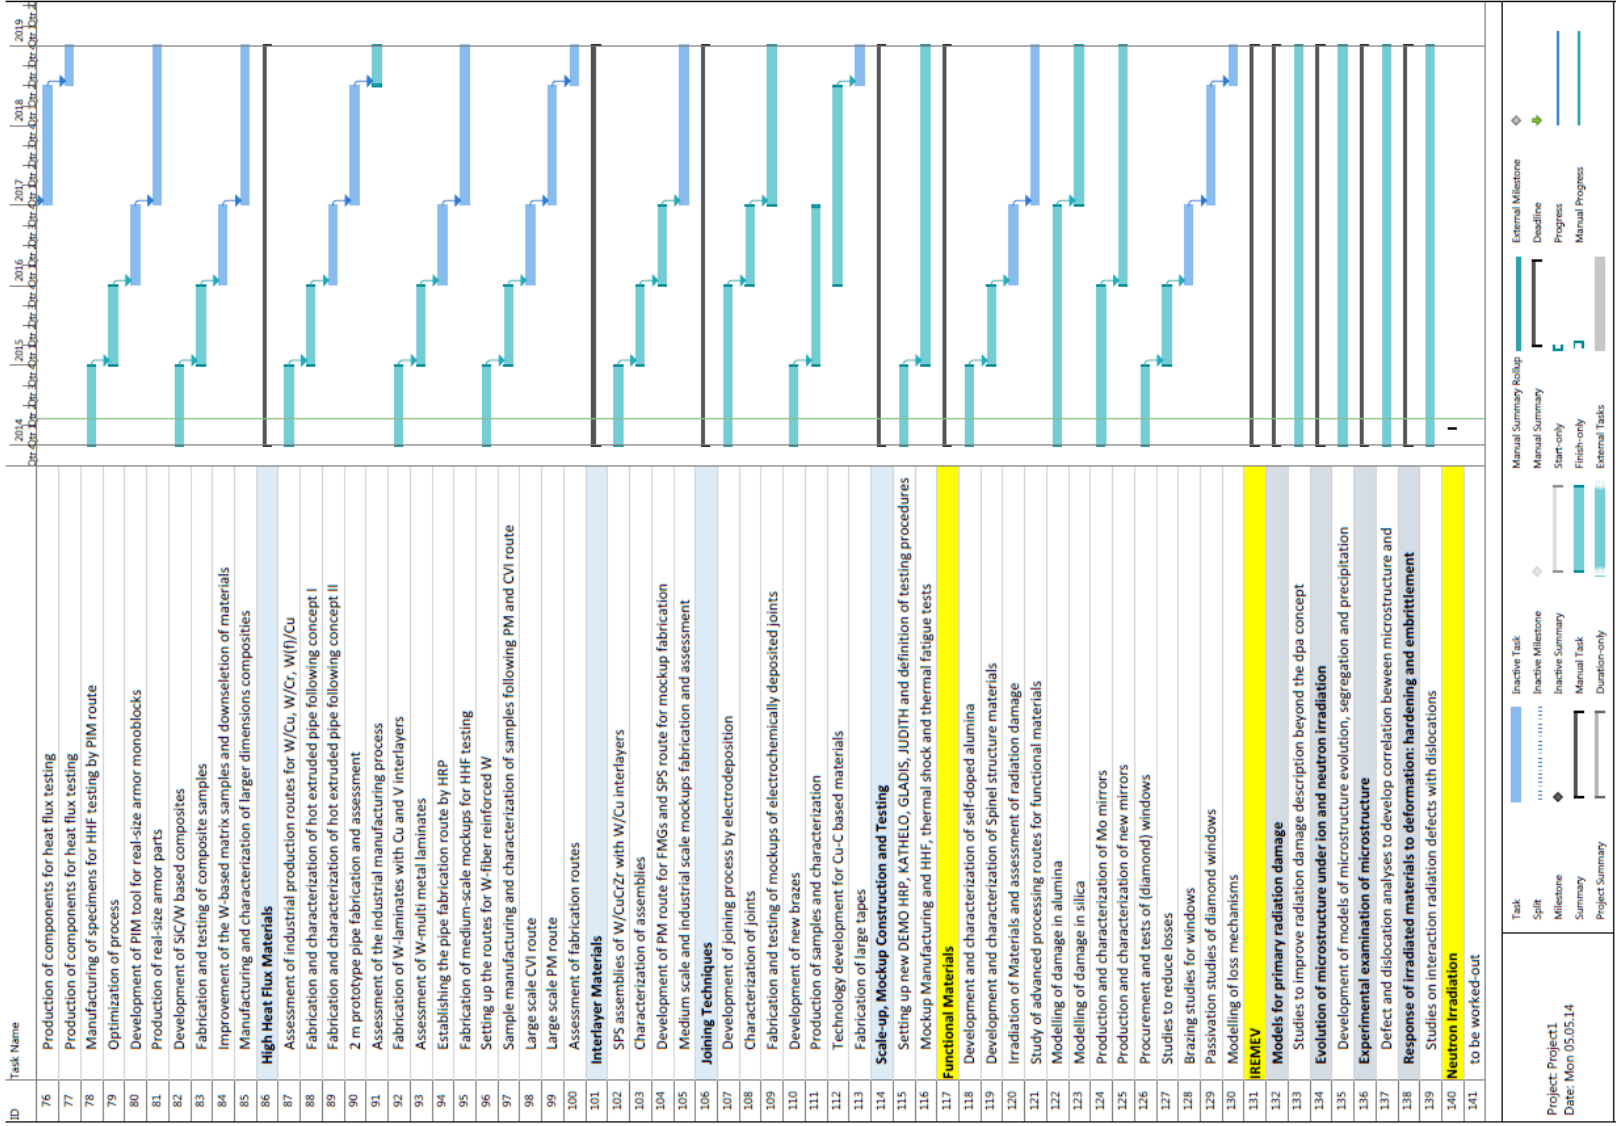 ID Task Name
2014 2015 2016 2017 2018 2019
76 Production of components for heat flux testing
77 Production of components for heat flux testing
78 Manufacturing of specimens for HHF testing by PIM route
79 Optimization of process
80 Development of PIM tool for real-size armor monoblocks
81 Production of real-size armor parts
82 Development of SiC/W based composites
83 Fabrication and testing of composite samples
84 Improvement of the W-based matrix samples and downselection of materials
85 Manufacturing and characterization of larger dimensions composities
86 High Heat Flux Materials
87 Assessment of industrial production routes for W/Cu, W/Cr, W(f)/Cu
88 Fabrication and characterization of hot extruded pipe following concept I
89 Fabrication and characterization of hot extruded pipe following concept II
90 2 m prototype pipe fabrication and assessment
91 Assessment of the industrial manufacturing process
92 Fabrication of W-laminates with Cu and V interlayers
93 Assessment of W-multi metal laminates
94 Establishing the pipe fabrication route by HRP
95 Fabrication of medium-scale mockups for HHF testing
96 Setting up the routes for W-fiber reinforced W
97 Sample manufacturing and characterization of samples following PM and CVI route
98 Large scale CVI route
99 Large scale PM route
100 Assessment of fabrication routes
101 Interlayer Materials
102 SPS assemblies of W/CuCrZr with W/Cu interlayers
103 Characterization of assemblies
104 Development of PM route for FMGs and SPS route for mockup fabrication
105 Medium scale and industrial scale mockups fabrication and assessment
106 Joining Techniques
107 Development of joining process by electrodeposition
108 Characterization of joints
109 Fabrication and testing of mockups of electrochemically deposited joints
110 Development of new brazes
111 Production of samples and characterization
112 Technology development for Cu-C based materials
113 Fabrication of large tapes
114 Scale-up, Mockup Construction and Testing
115 Setting up new DEMO HRP, KATHELO, GLADIS, JUDITH and definition of testing procedures
116 Mockup Manufacturing and HHF, thermal shock and thermal fatigue tests
117 Functional Materials
118 Development and characterization of self-doped alumina
119 Development and characterization of Spinel structure materials
120 Irradiation of Materials and assessment of radiation damage
121 Study of advanced processing routes for functional materials
122 Modelling of damage in alumina
123 Modelling of damage in silica
124 Production and characterization of Mo mirrors
125 Production and characterization of new mirrors
126 Procurement and tests of (diamond) windows
127 Studies to reduce losses
128 Brazing studies for windows
129 Passivation studies of diamond windows
130 Modelling of loss mechanisms
131 IREMEV
132 Models for primary radiation damage
133 Studies to improve radiation damage description beyond the dpa concept
134 Evolution of microstructure under ion and neutron irradiation
135 Development of models of microstructure evolution, segregation and precipitation
136 Experimental examination of microstructure
137 Defect and dislocation analyses to develop correlation beween microstructure and
138 Response of irradiated materials to deformation: hardening and embrittlement
139 Studies on interaction radiation defects with dislocations
140 Neutron Irradiation
141 to be worked-out
Project: Project1
Date: Mon 05.05.14
Task
Split
Milestone
Summary
Project Summary
Inactive Task
Inactive Milestone
Inactive Summary
Manual Task
Duration-only
Manual Summary Rollup
Manual Summary
Start-only
Finish-only
External Tasks
External Milestone
Deadline
Progress
Manual Progress